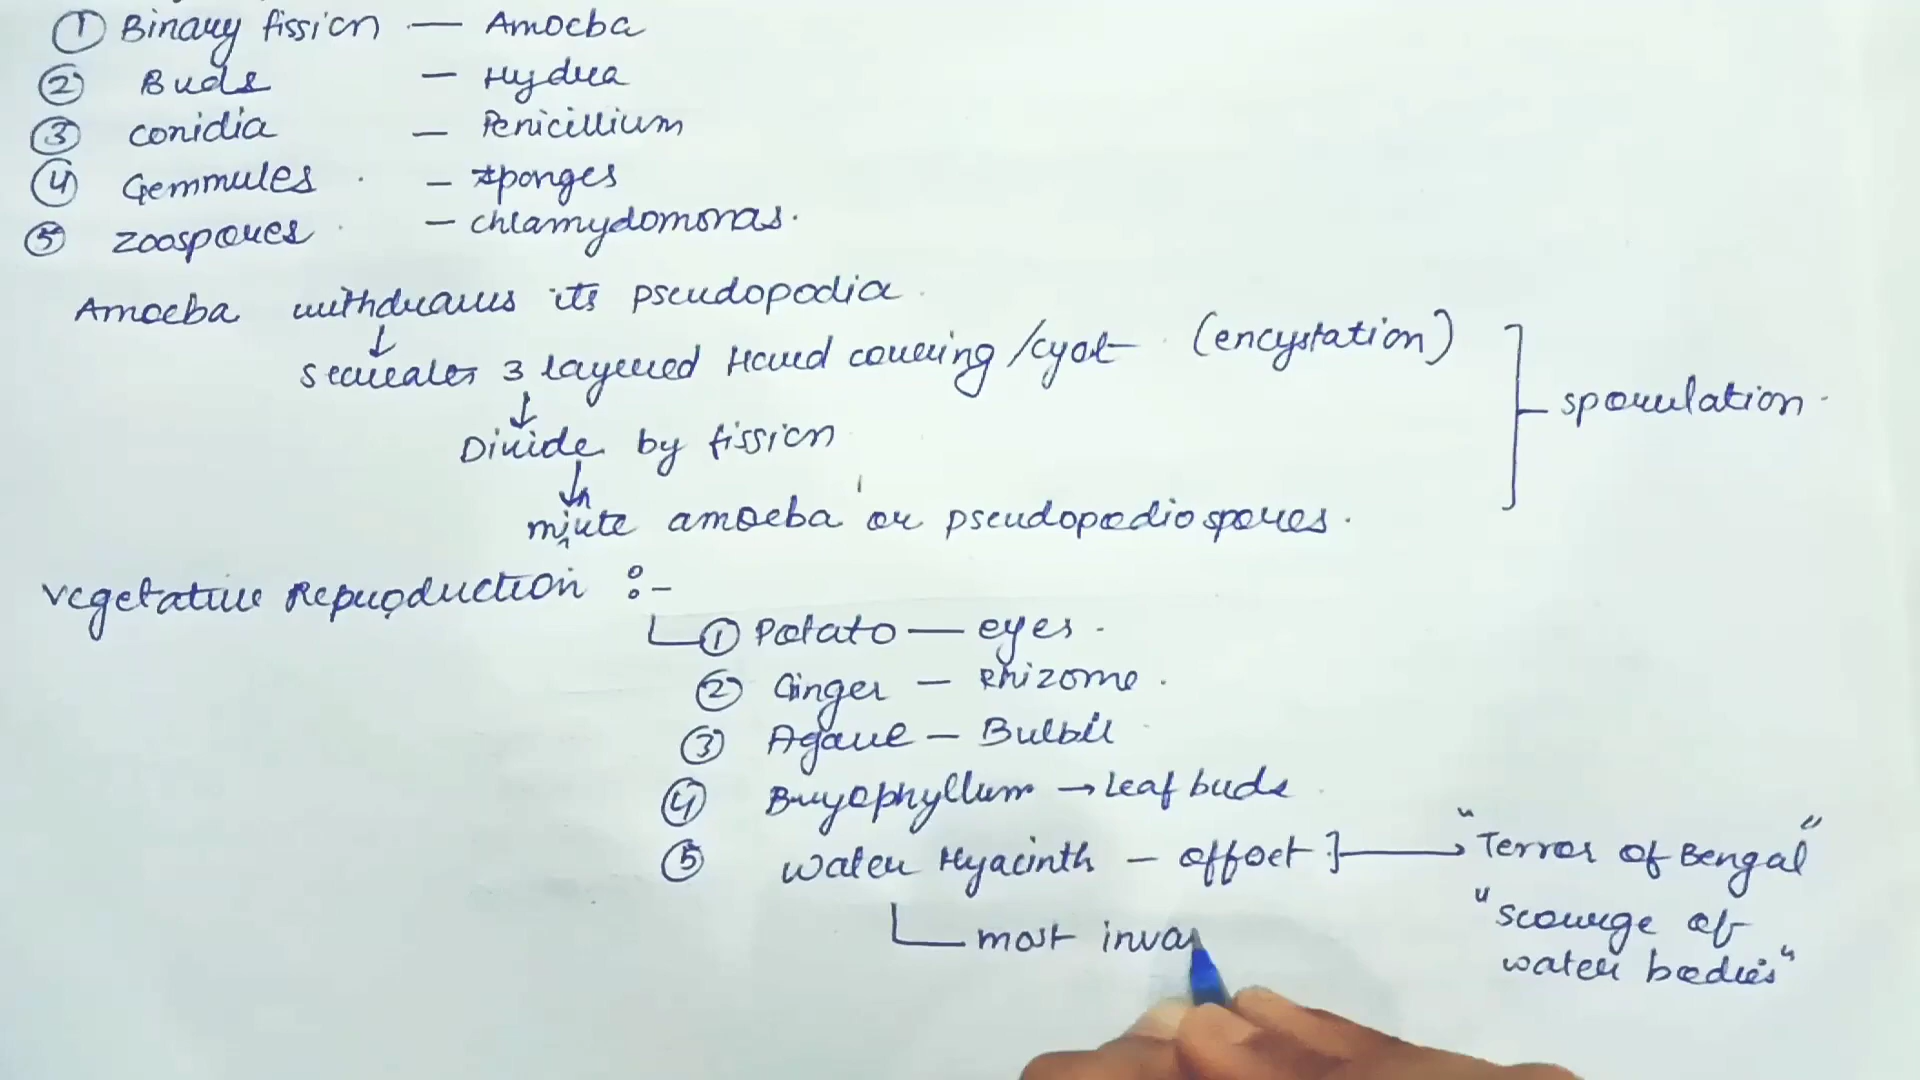 ① Binary fission — Amoeba
② Buds — Hydra
③ conidia — Penicillium
④ Gemmules — sponges
⑤ zoospores — chlamydomonas.
Amoeba withdraws its pseudopodia
↓
secreates 3 layered Hard covering /cyst (encystation)
↓
Divide by fission
↓
minute amoeba or pseudopodiospores.
] — sporulation
Vegetative Reproduction :-
① Potato — eyes
② Ginger — Rhizome
③ Agave — Bulbil
④ Bryophyllum → Leaf buds
⑤ water Hyacinth — offset ] → "Terror of Bengal"
"scourge of
water bodies"
most inva